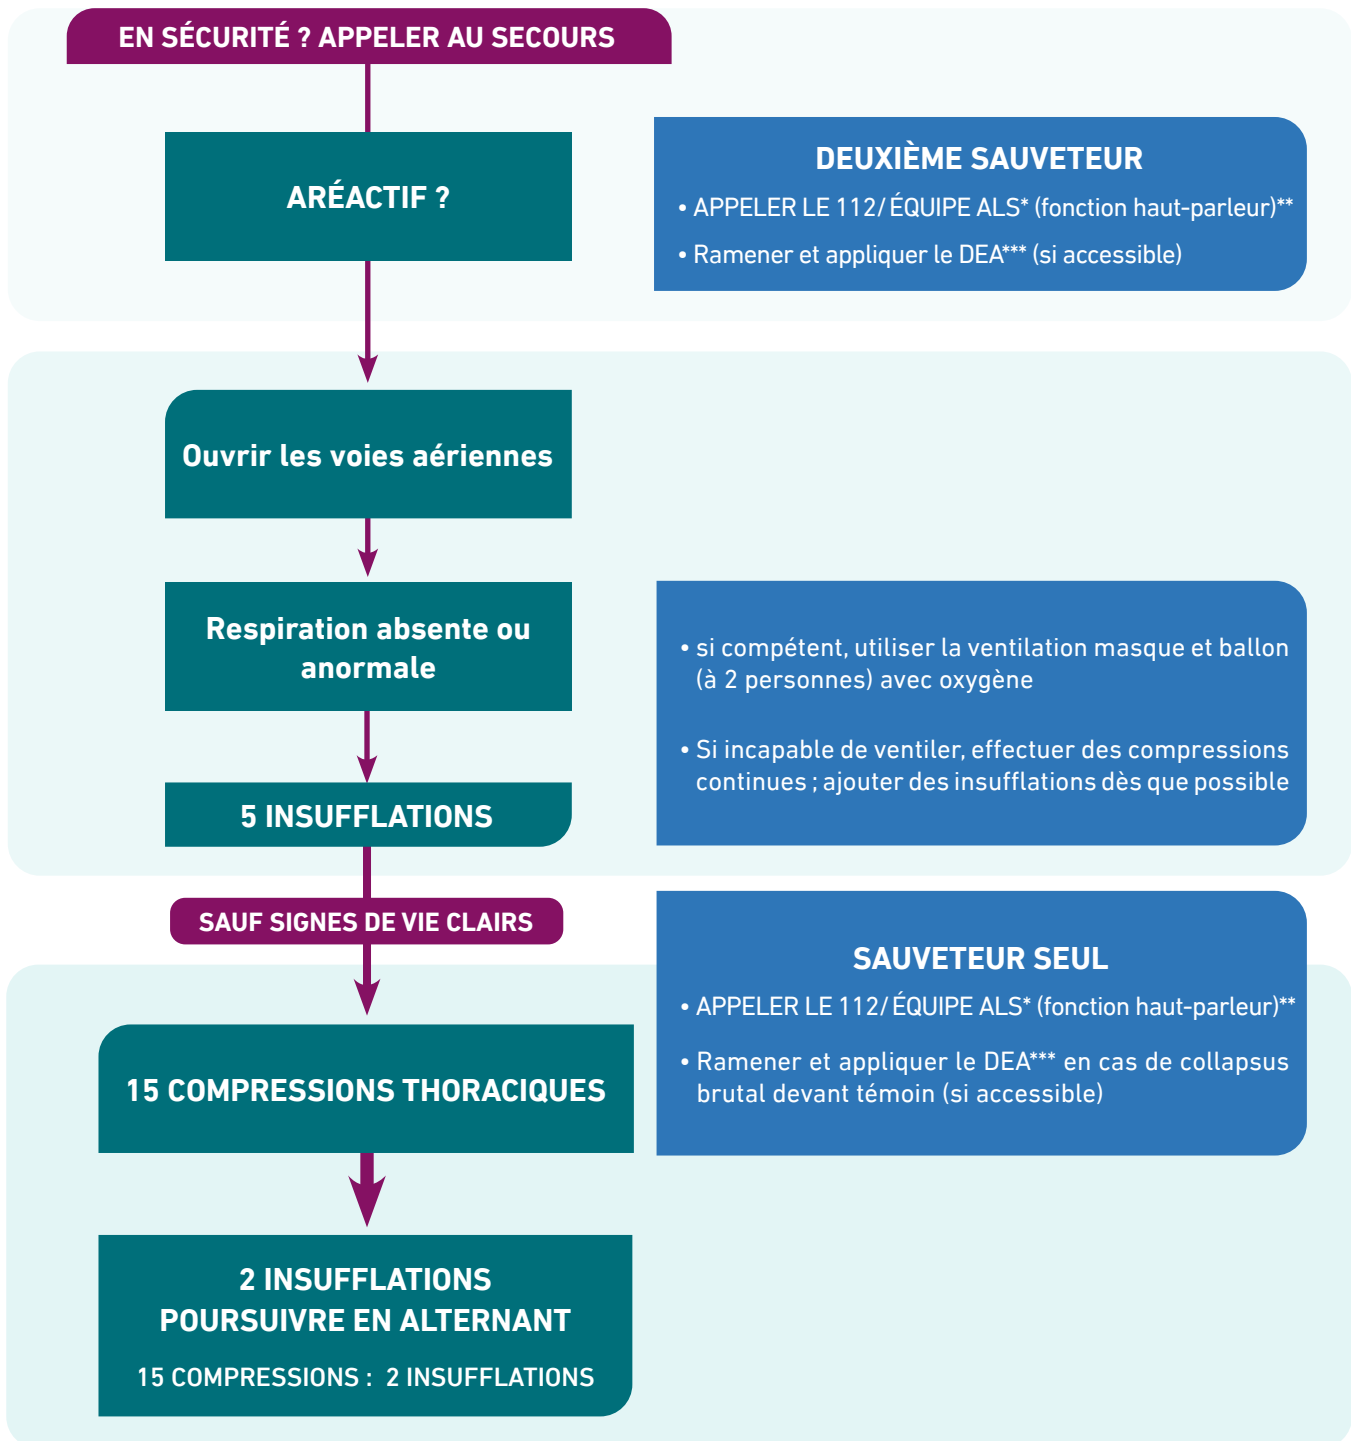 EN SÉCURITÉ ? APPELER AU SECOURS
ARÉACTIF ?
DEUXIÈME SAUVETEUR
• APPELER LE 112/ ÉQUIPE ALS* (fonction haut-parleur)**
• Ramener et appliquer le DEA*** (si accessible)
Ouvrir les voies aériennes
Respiration absente ou
anormale
• si compétent, utiliser la ventilation masque et ballon
(à 2 personnes) avec oxygène
• Si incapable de ventiler, effectuer des compressions
continues ; ajouter des insufflations dès que possible
5 INSUFFLATIONS
SAUF SIGNES DE VIE CLAIRS
SAUVETEUR SEUL
• APPELER LE 112/ ÉQUIPE ALS* (fonction haut-parleur)**
• Ramener et appliquer le DEA*** en cas de collapsus
brutal devant témoin (si accessible)
15 COMPRESSIONS THORACIQUES
2 INSUFFLATIONS
POURSUIVRE EN ALTERNANT
15 COMPRESSIONS : 2 INSUFFLATIONS